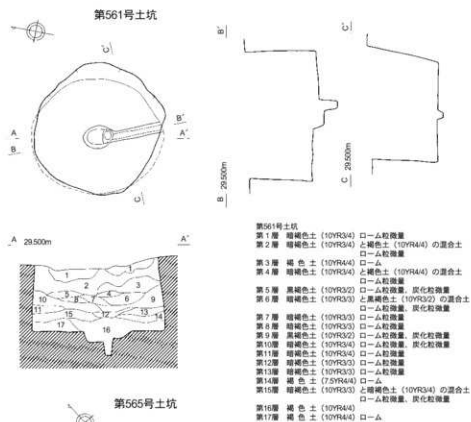 第561号土坑
C´
B´
A´
A
B
C
B´
B 29.500m
C´
C 29.500m
A 29.500m A´
1 1
2 3
5 4
10 8 7 6 9
11 15 12 13 14
17 16
第565号土坑
第561号土坑
第1層 暗褐色土(10YR3/4)ローム粒微量
第2層 暗褐色土(10YR3/4)と褐色土(10YR4/4)の混合土
ローム粒微量
第3層 褐色土(10YR4/4)ローム
第4層 暗褐色土(10YR3/4)と褐色土(10YR4/4)の混合土
ローム粒微量
第5層 黒褐色土(10YR3/2)ローム粒微量、炭化粒微量
第6層 暗褐色土(10YR3/3)と黒褐色土(10YR3/2)の混合土
ローム粒微量、炭化粒微量
第7層 暗褐色土(10YR3/3)ローム粒微量
第8層 暗褐色土(10YR3/3)ローム粒微量
第9層 黒褐色土(10YR3/2)ローム粒微量、炭化粒微量
第10層 暗褐色土(10YR3/4)ローム粒微量、炭化粒微量
第11層 暗褐色土(10YR3/4)ローム粒微量
第12層 暗褐色土(10YR3/3)ローム粒微量
第13層 暗褐色土(10YR3/3)ローム粒微量
第14層 褐色土(7.5YR4/4)ローム
第15層 暗褐色土(10YR3/3)と暗褐色土(10YR3/4)の混合土
ローム粒微量、炭化粒微量
第16層 褐色土(10YR4/4)
第17層 褐色土(10YR4/4)ローム